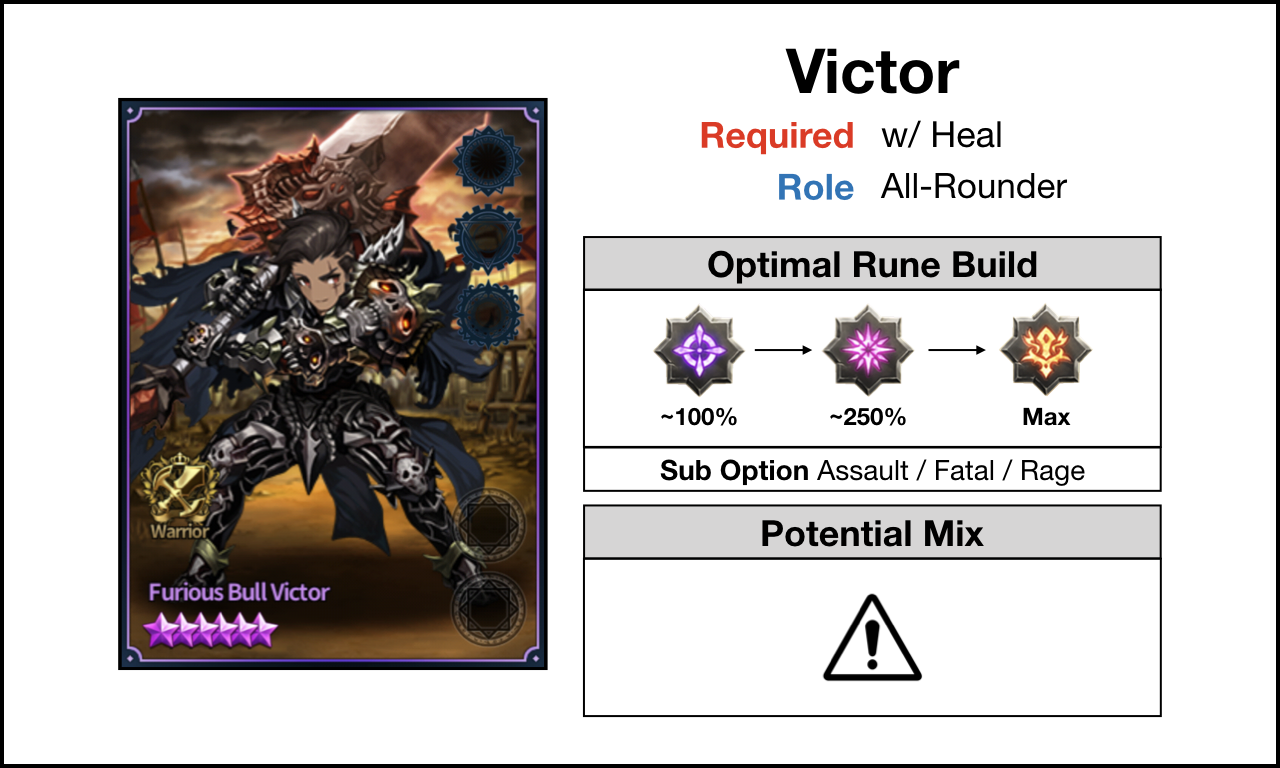 Victor
Required w/ Heal
Role All-Rounder
Optimal Rune Build
~100% ~250% Max
Sub Option Assault / Fatal / Rage
Potential Mix
Warrior
Furious Bull Victor